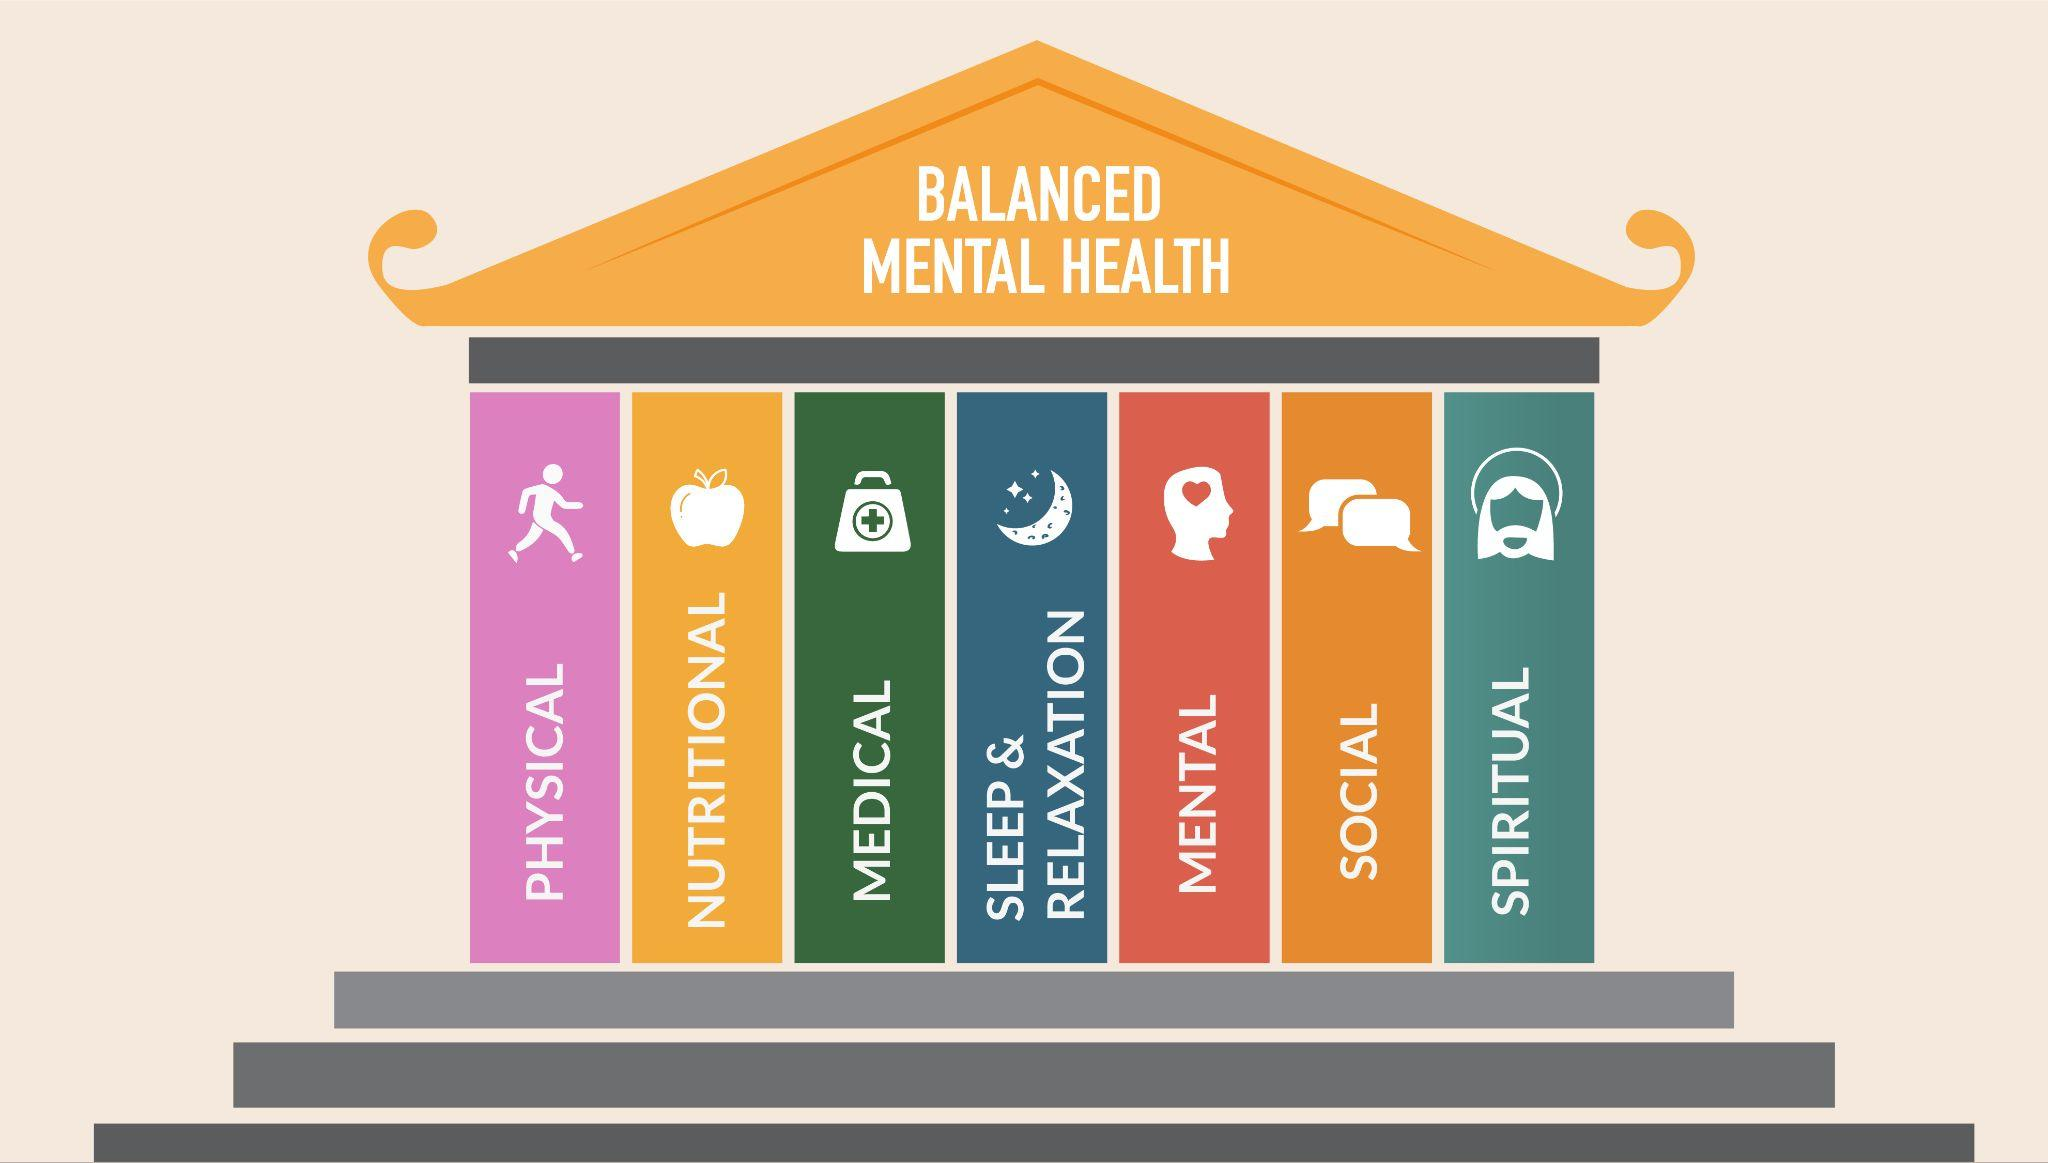 BALANCED
MENTAL HEALTH
PHYSICAL
NUTRITIONAL
MEDICAL
SLEEP &
RELAXATION
MENTAL
SOCIAL
SPIRITUAL